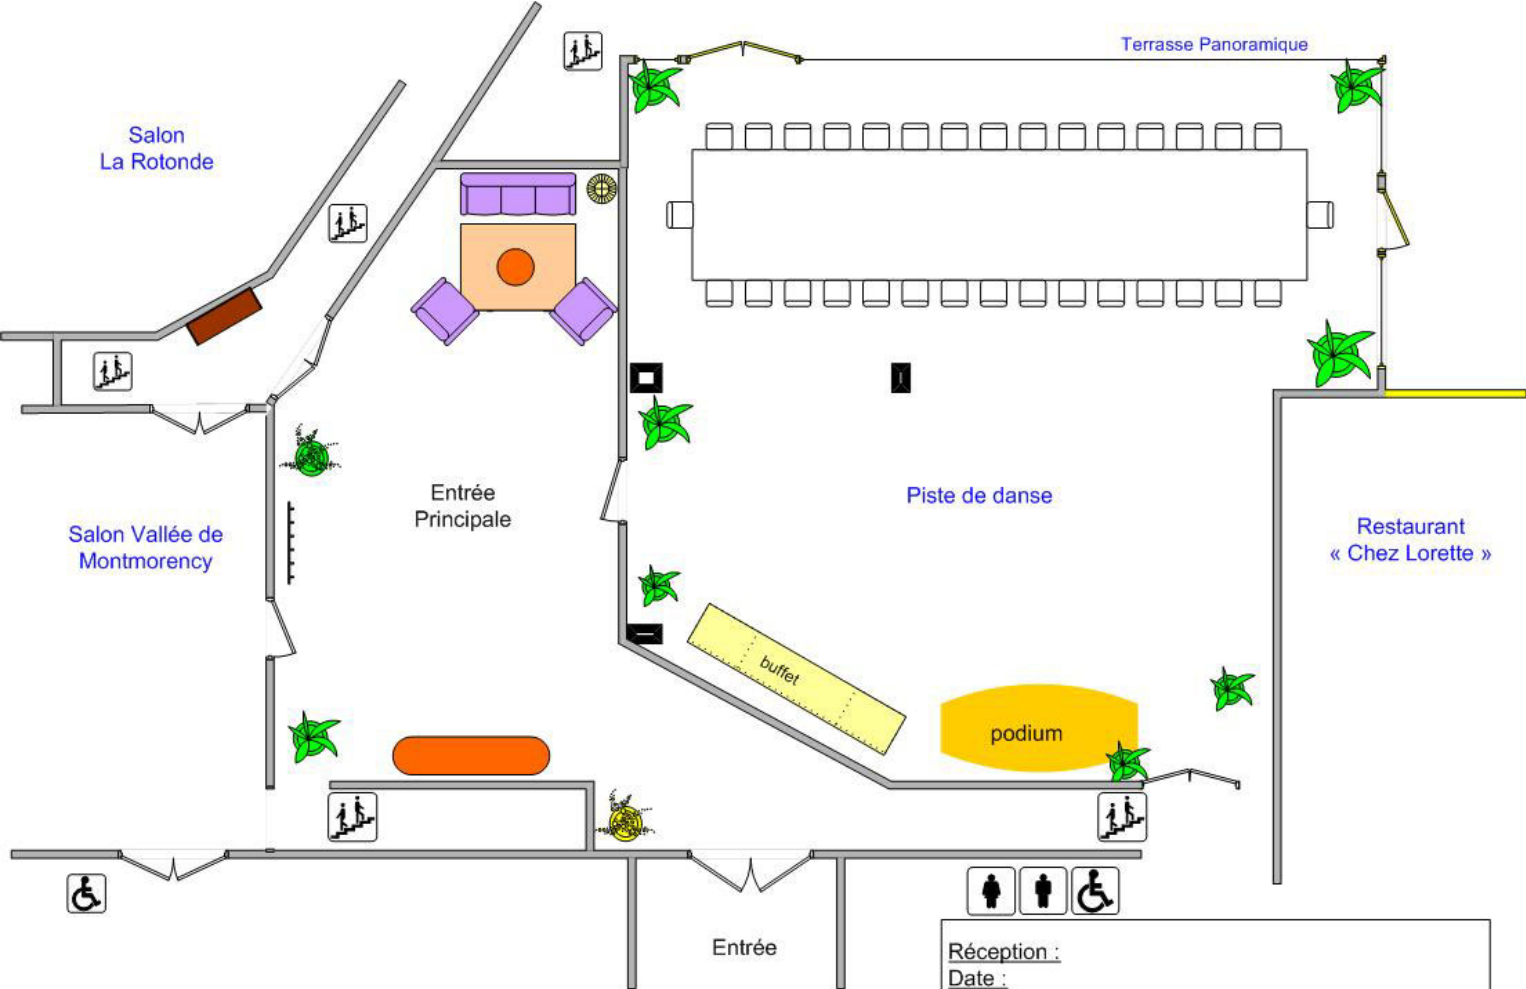 Terrasse Panoramique
Salon
La Rotonde
Entrée
Principale
Piste de danse
Salon Vallée de
Montmorency
Restaurant
« Chez Lorette »
buffet
podium
Entrée
Réception :
Date :